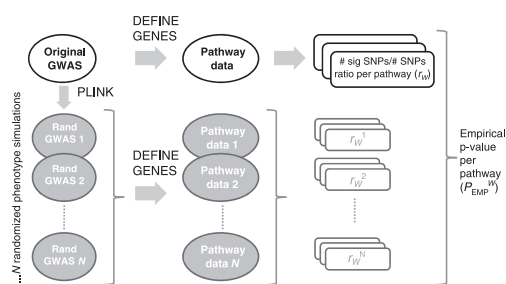 DEFINE
GENES
Original
GWAS
Pathway
data
# sig SNPs/# SNPs
ratio per pathway (rW)
PLINK
...N randomized phenotype simulations
Rand
GWAS 1
Rand
GWAS 2
Rand
GWAS N
DEFINE
GENES
Pathway
data 1
Pathway
data 2
Pathway
data N
rW1
rW2
rWN
Empirical
p-value
per
pathway
(PEMPW)